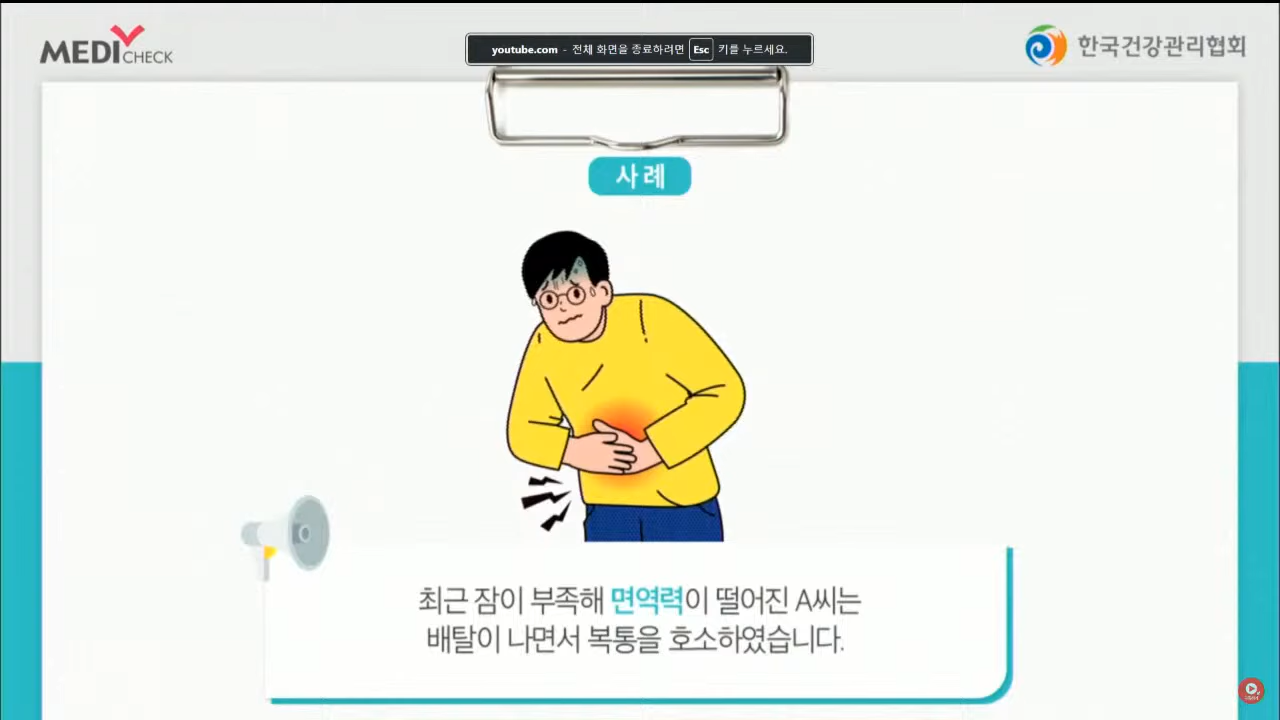 MEDICHECK
youtube.com - 전체 화면을 종료하려면 Esc 키를 누르세요.
한국건강관리협회
사례
최근 잠이 부족해 면역력이 떨어진 A씨는
배탈이 나면서 복통을 호소하였습니다.